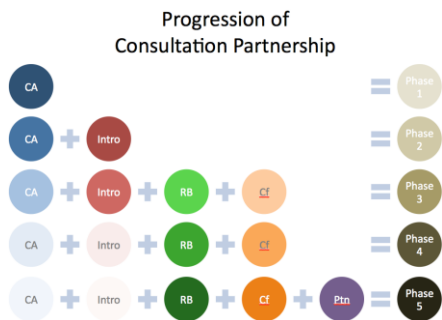 Progression of
Consultation Partnership
CA = Phase
1
CA + Intro = Phase
2
CA + Intro + RB + Cf = Phase
3
CA + Intro + RB + Cf = Phase
4
CA + Intro + RB + Cf + Ptn = Phase
5